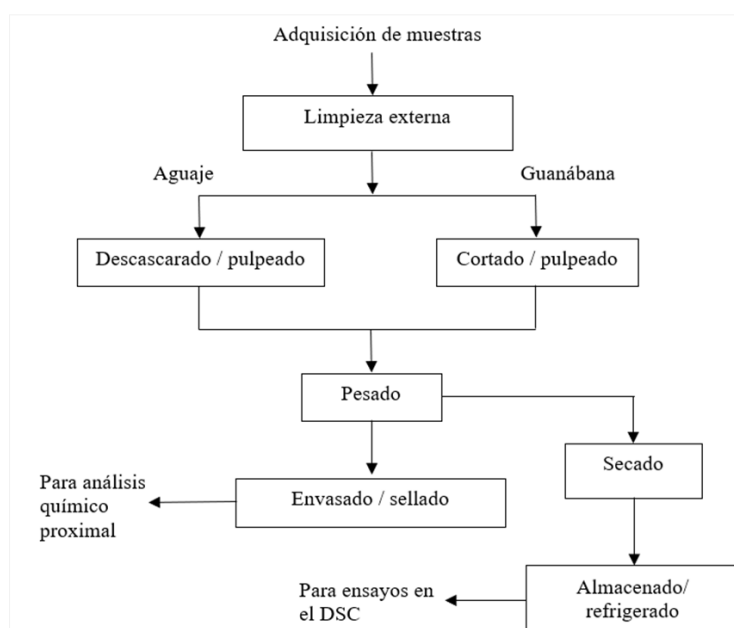 Adquisición de muestras
Limpieza externa
Aguaje
Guanábana
Descascarado / pulpeado
Cortado / pulpeado
Pesado
Secado
Para análisis
químico
proximal
Envasado / sellado
Para ensayos en
el DSC
Almacenado/
refrigerado